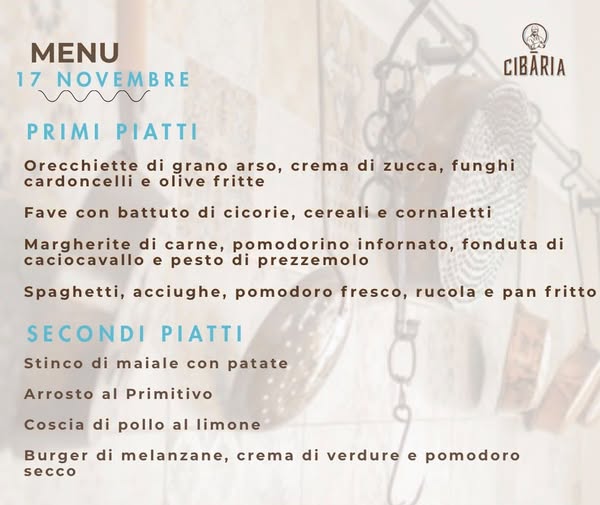 MENU
17 NOVEMBRE
CIBÀRIA
PRIMI PIATTI
Orecchiette di grano arso, crema di zucca, funghi
cardoncelli e olive fritte
Fave con battuto di cicorie, cereali e cornaletti
Margherite di carne, pomodorino infornato, fonduta di
caciocavallo e pesto di prezzemolo
Spaghetti, acciughe, pomodoro fresco, rucola e pan fritto
SECONDI PIATTI
Stinco di maiale con patate
Arrosto al Primitivo
Coscia di pollo al limone
Burger di melanzane, crema di verdure e pomodoro
secco